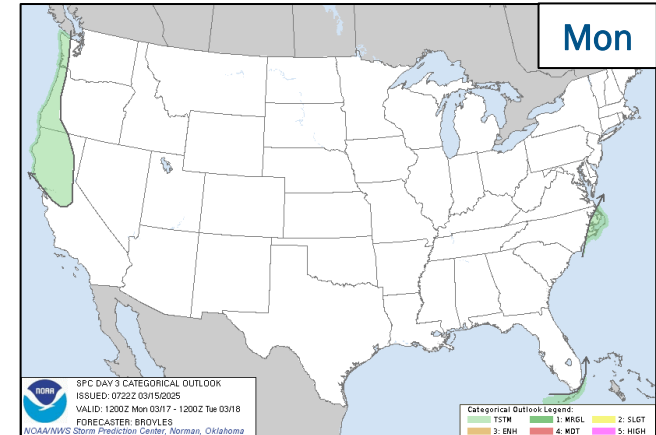 Mon
NOAA
SPC DAY 3 CATEGORICAL OUTLOOK
ISSUED: 0722Z 03/15/2025
VALID: 1200Z Mon 03/17 - 1200Z Tue 03/18
FORECASTER: BROYLES
NOAA/NWS Storm Prediction Center, Norman, Oklahoma
Categorical Outlook Legend:
TSTM 1: MRGL 2: SLGT
3: ENH 4: MDT 5: HIGH